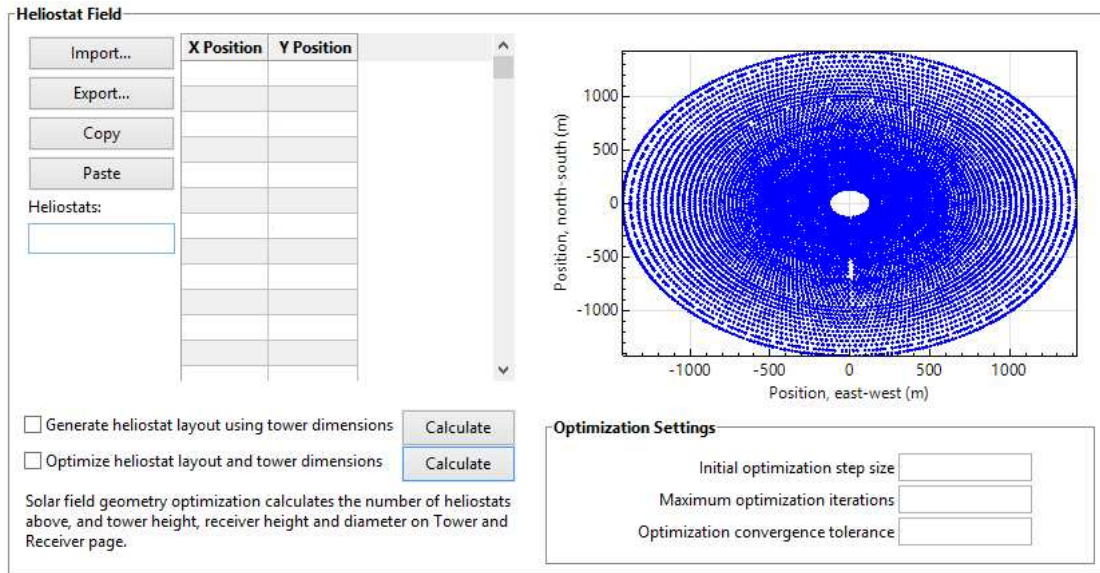 Heliostat Field
Import...
Export...
Copy
Paste
Heliostats:
X Position Y Position
1000
500
0
-500
-1000
Position, north-south (m)
-1000 -500 0 500 1000
Position, east-west (m)
Generate heliostat layout using tower dimensions Calculate
Optimize heliostat layout and tower dimensions Calculate
Solar field geometry optimization calculates the number of heliostats
above, and tower height, receiver height and diameter on Tower and
Receiver page.
Optimization Settings
Initial optimization step size
Maximum optimization iterations
Optimization convergence tolerance